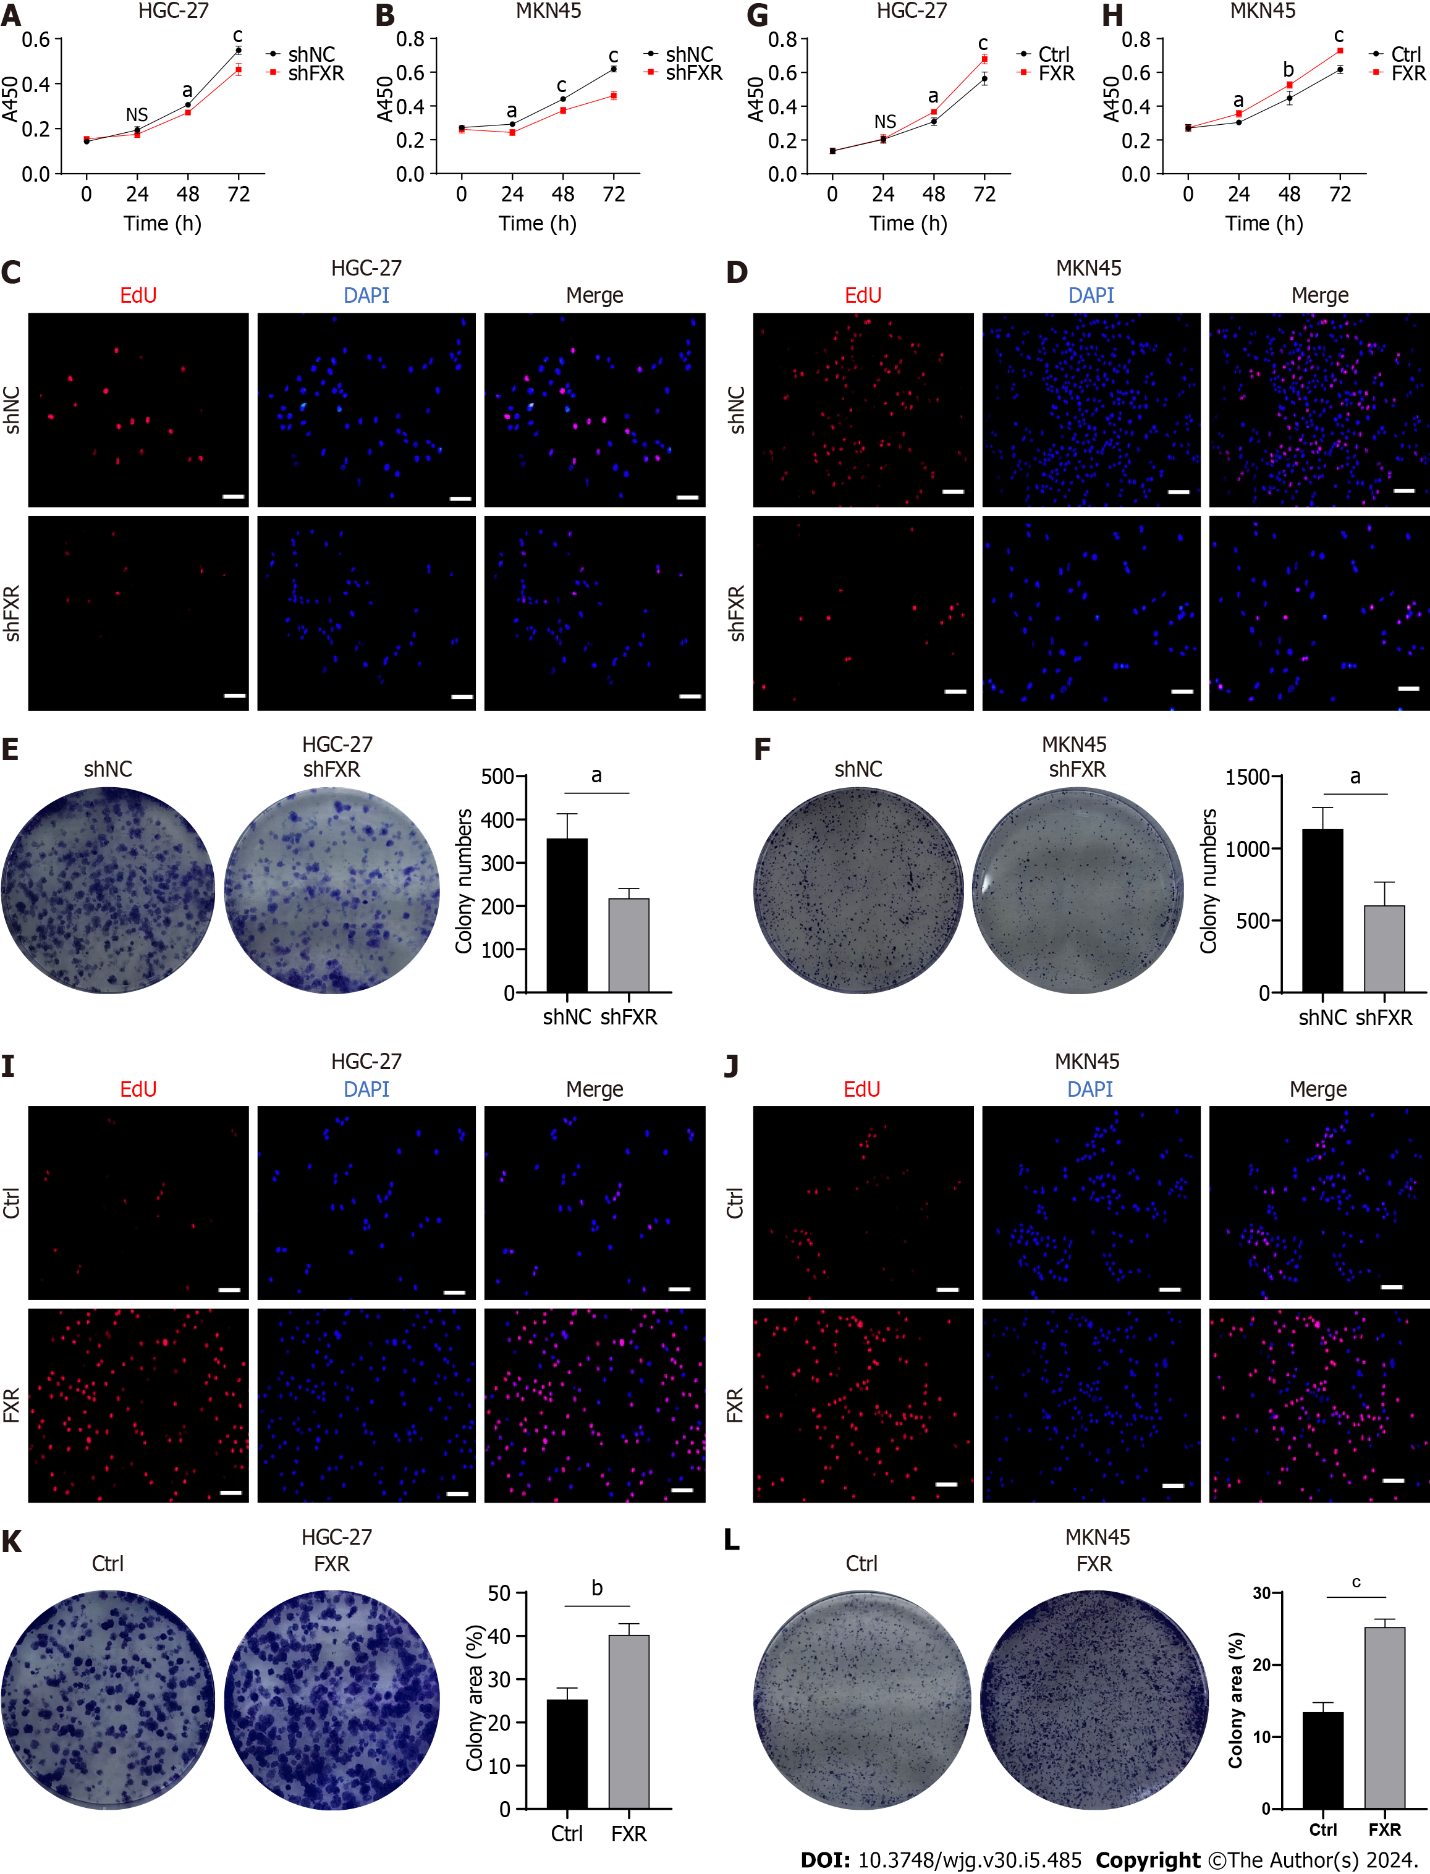 A HGC-27
0.6
0.4
0.2
0.0
A450
NS
a
c
shNC
shFXR
0 24 48 72
Time (h)
B MKN45
0.8
0.6
0.4
0.2
0.0
A450
a
c
c
shNC
shFXR
0 24 48 72
Time (h)
G HGC-27
0.8
0.6
0.4
0.2
0.0
A450
NS
a
c
Ctrl
FXR
0 24 48 72
Time (h)
H MKN45
0.8
0.6
0.4
0.2
0.0
A450
a
b
c
Ctrl
FXR
0 24 48 72
Time (h)
C HGC-27
EdU DAPI Merge
shNC
shFXR
D MKN45
EdU DAPI Merge
shNC
shFXR
E HGC-27
shNC shFXR
500
400
300
200
100
0
Colony numbers
a
shNC shFXR
F MKN45
shNC shFXR
1500
1000
500
0
Colony numbers
a
shNC shFXR
I HGC-27
EdU DAPI Merge
Ctrl
FXR
J MKN45
EdU DAPI Merge
Ctrl
FXR
K HGC-27
Ctrl FXR
50
40
30
20
10
0
Colony area (%)
b
Ctrl FXR
L MKN45
Ctrl FXR
30
20
10
0
Colony area (%)
c
Ctrl FXR
DOI: 10.3748/wjg.v30.i5.485 Copyright ©The Author(s) 2024.